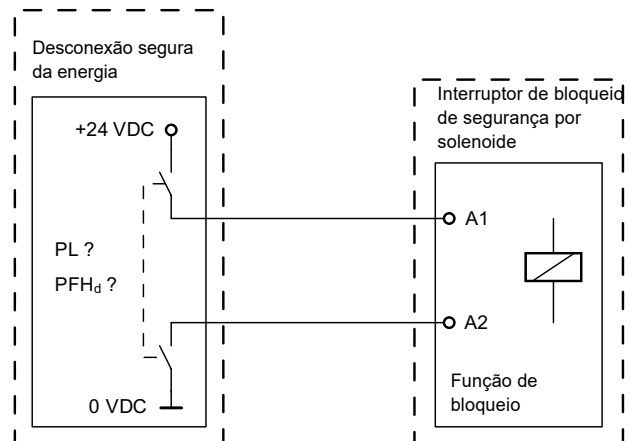 Desconexão segura
da energia
+24 VDC
PL ?
PFHd ?
0 VDC
Interruptor de bloqueio
de segurança por
solenoide
A1
A2
Função de
bloqueio